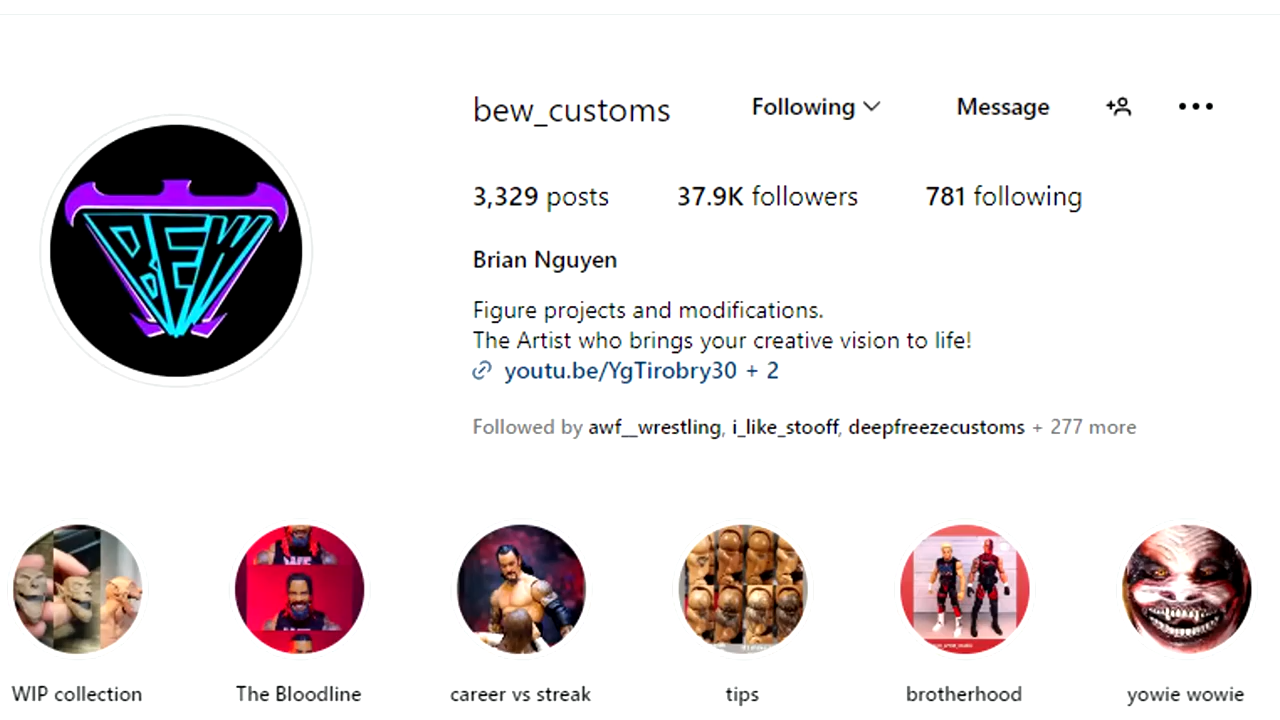 bew_customs Following Message
3,329 posts 37.9K followers 781 following
BEW
Brian Nguyen
Figure projects and modifications.
The Artist who brings your creative vision to life!
youtu.be/YgTirobry30 + 2
Followed by awf__wrestling, i_like_stooff, deepfreezecustoms + 277 more
WIP collection The Bloodline career vs streak tips brotherhood yowie wowie